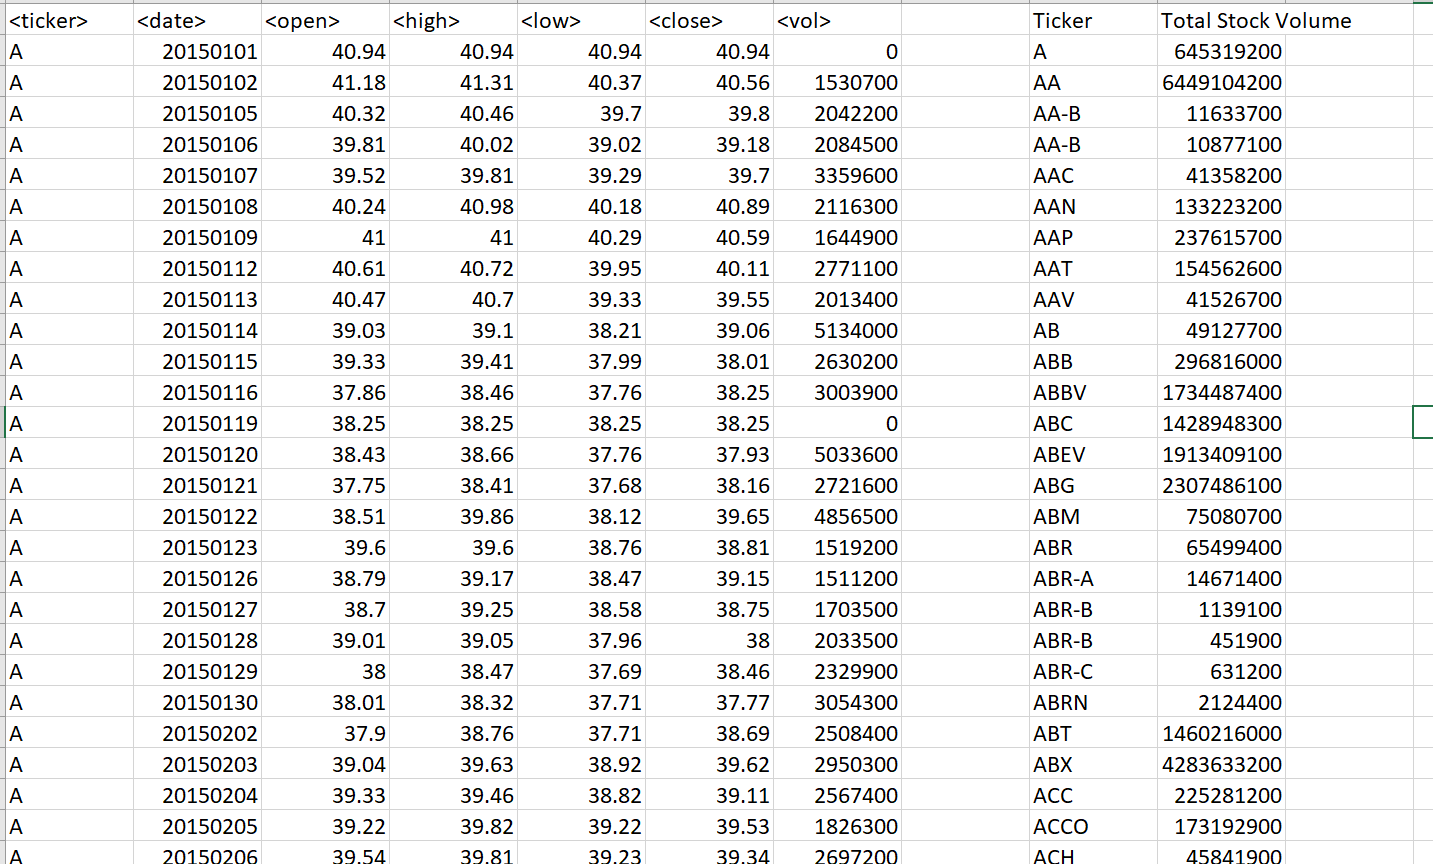 <ticker> <date> <open> <high> <low> <close> <vol> Ticker Total Stock Volume
A 20150101 40.94 40.94 40.94 40.94 0 A 645319200
A 20150102 41.18 41.31 40.37 40.56 1530700 AA 6449104200
A 20150105 40.32 40.46 39.7 39.8 2042200 AA-B 11633700
A 20150106 39.81 40.02 39.02 39.18 2084500 AA-B 10877100
A 20150107 39.52 39.81 39.29 39.7 3359600 AAC 41358200
A 20150108 40.24 40.98 40.18 40.89 2116300 AAN 133223200
A 20150109 41 41 40.29 40.59 1644900 AAP 237615700
A 20150112 40.61 40.72 39.95 40.11 2771100 AAT 154562600
A 20150113 40.47 40.7 39.33 39.55 2013400 AAV 41526700
A 20150114 39.03 39.1 38.21 39.06 5134000 AB 49127700
A 20150115 39.33 39.41 37.99 38.01 2630200 ABB 296816000
A 20150116 37.86 38.46 37.76 38.25 3003900 ABBV 1734487400
A 20150119 38.25 38.25 38.25 38.25 0 ABC 1428948300
A 20150120 38.43 38.66 37.76 37.93 5033600 ABEV 1913409100
A 20150121 37.75 38.41 37.68 38.16 2721600 ABG 2307486100
A 20150122 38.51 39.86 38.12 39.65 4856500 ABM 75080700
A 20150123 39.6 39.6 38.76 38.81 1519200 ABR 65499400
A 20150126 38.79 39.17 38.47 39.15 1511200 ABR-A 14671400
A 20150127 38.7 39.25 38.58 38.75 1703500 ABR-B 1139100
A 20150128 39.01 39.05 37.96 38 2033500 ABR-B 451900
A 20150129 38 38.47 37.69 38.46 2329900 ABR-C 631200
A 20150130 38.01 38.32 37.71 37.77 3054300 ABRN 2124400
A 20150202 37.9 38.76 37.71 38.69 2508400 ABT 1460216000
A 20150203 39.04 39.63 38.92 39.62 2950300 ABX 4283633200
A 20150204 39.33 39.46 38.82 39.11 2567400 ACC 225281200
A 20150205 39.22 39.82 39.22 39.53 1826300 ACCO 173192900
A 20150206 39.54 39.81 39.23 39.34 2697200 ACH 45841900